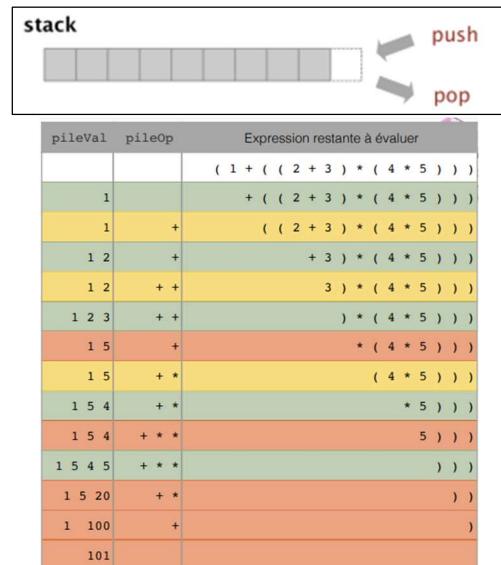 stack
push
pop
pileVal pileOp Expression restante à évaluer
( 1 + ( ( 2 + 3 ) * ( 4 * 5 ) ) )
1 + ( ( 2 + 3 ) * ( 4 * 5 ) ) )
1 + ( ( 2 + 3 ) * ( 4 * 5 ) ) )
1 2 + + 3 ) * ( 4 * 5 ) ) )
1 2 + + 3 ) * ( 4 * 5 ) ) )
1 2 3 + + ) * ( 4 * 5 ) ) )
1 5 + * ( 4 * 5 ) ) )
1 5 + * ( 4 * 5 ) ) )
1 5 4 + * * 5 ) ) )
1 5 4 + * * 5 ) ) )
1 5 4 5 + * * ) ) )
1 5 20 + * ) )
1 100 + )
101